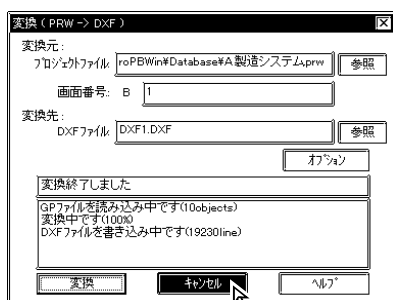 変換 ( PRW -> DXF )
変換元 :
プロジェクトファイル roPBWin¥Database¥A製造システム.prw 参照
画面番号: B 1
変換先 :
DXFファイル DXF1.DXF 参照
オプション
変換終了しました
GPファイルを読み込み中です(10objects)
変換中です(100%)
DXFファイルを書き込み中です(19230line)
変換 キャンセル ヘルプ